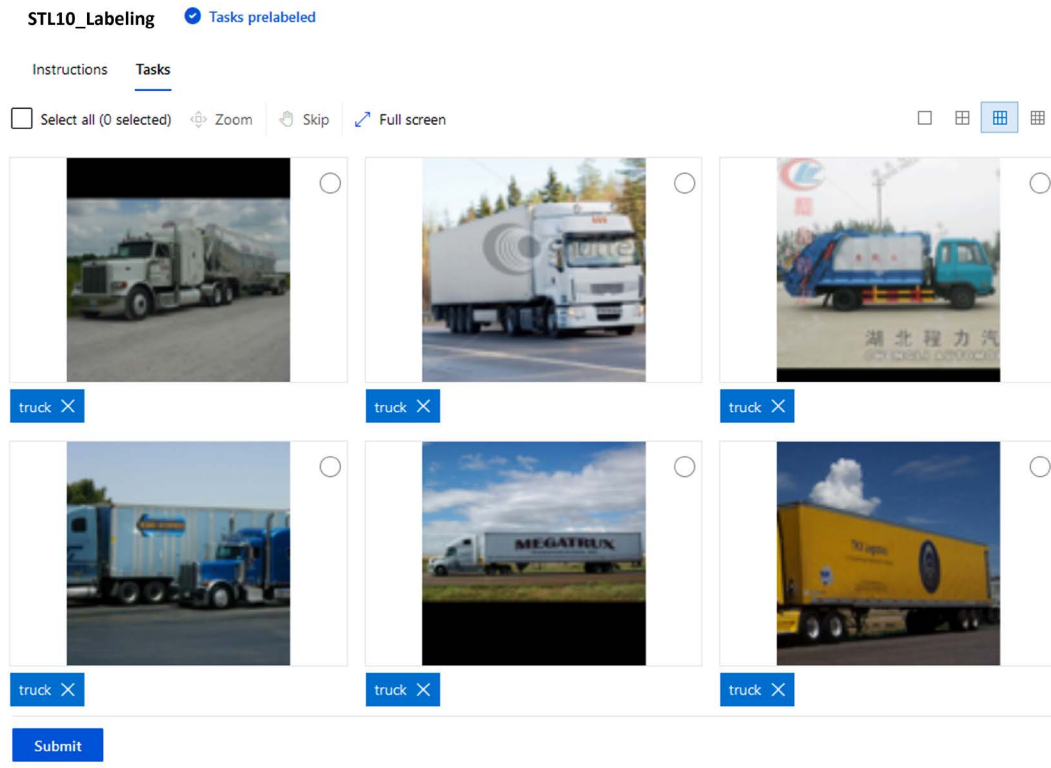 STL10_Labeling
Tasks prelabeled
Instructions
Tasks
Select all (0 selected)
Zoom
Skip
Full screen
truck
truck
truck
MEGATRUX
truck
truck
truck
Submit
湖北程力汽